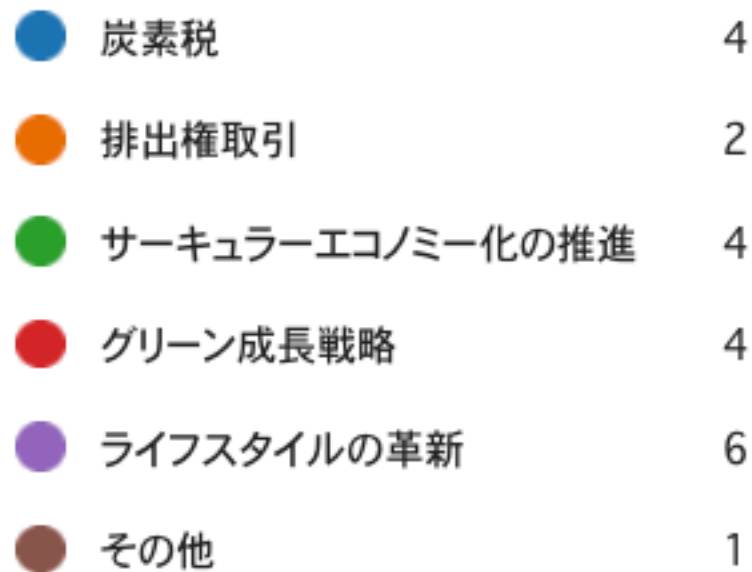 炭素税 4
排出権取引 2
サーキュラーエコノミー化の推進 4
グリーン成長戦略 4
ライフスタイルの革新 6
その他 1